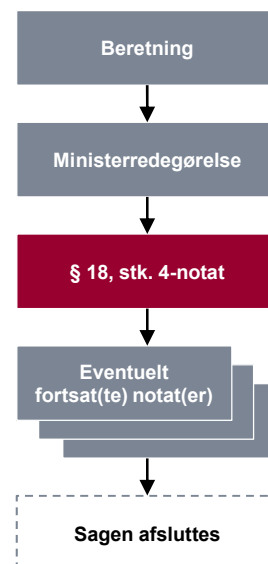 Beretning
Ministerredegørelse
§ 18, stk. 4-notat
Eventuelt
fortsat(te) notat(er)
Sagen afsluttes